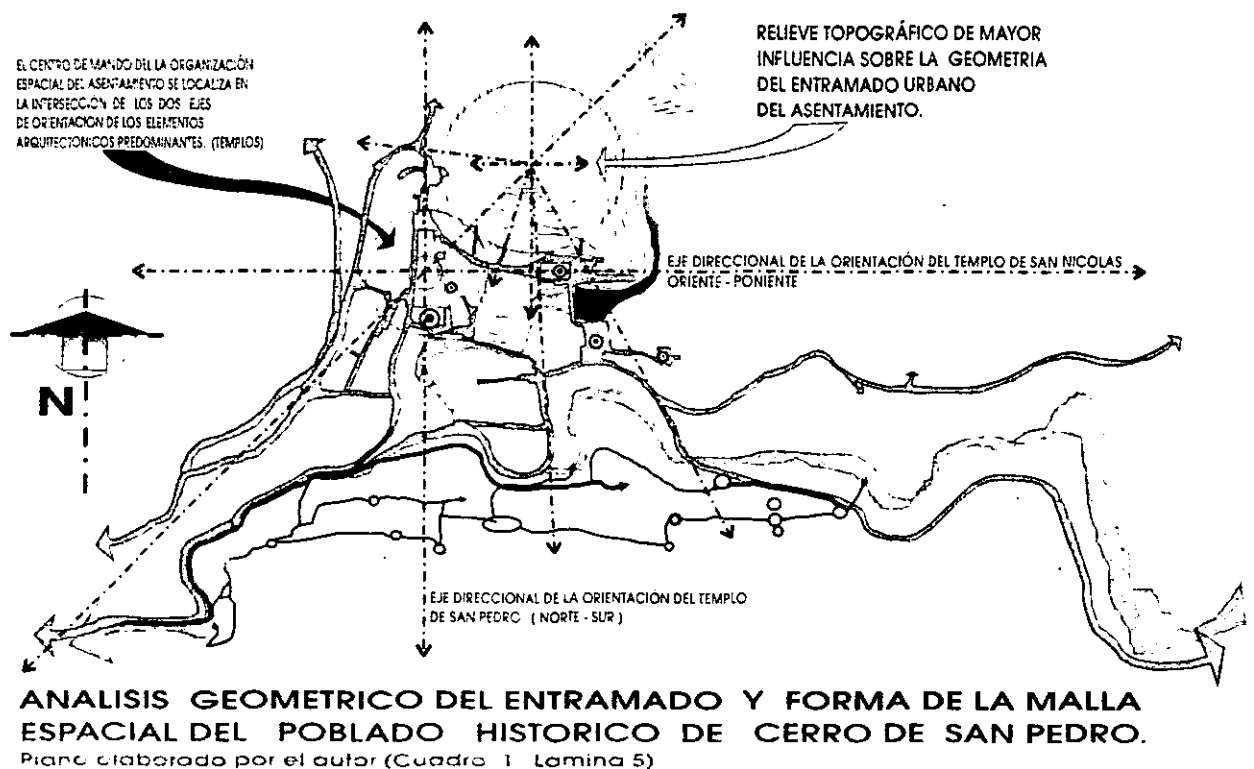 EL CENTRO DE MANDO DEL LA ORGANIZACIÓN
ESPACIAL DEL ASENTAMIENTO SE LOCALIZA EN
LA INTERSECCIÓN DE LOS DOS EJES
DE ORIENTACION DE LOS ELEMENTOS
ARQUITECTONICOS PREDOMINANTES. (TEMPLOS)
RELIEVE TOPOGRÁFICO DE MAYOR
INFLUENCIA SOBRE LA GEOMETRIA
DEL ENTRAMADO URBANO
DEL ASENTAMIENTO.
EJE DIRECCIONAL DE LA ORIENTACIÓN DEL TEMPLO DE SAN NICOLAS
ORIENTE - PONIENTE
N
EJE DIRECCIONAL DE LA ORIENTACIÓN DEL TEMPLO
DE SAN PEDRO ( NORTE - SUR )
ANALISIS GEOMETRICO DEL ENTRAMADO Y FORMA DE LA MALLA
ESPACIAL DEL POBLADO HISTORICO DE CERRO DE SAN PEDRO.
Plano elaborado por el autor (Cuadro 1 Lamina 5)